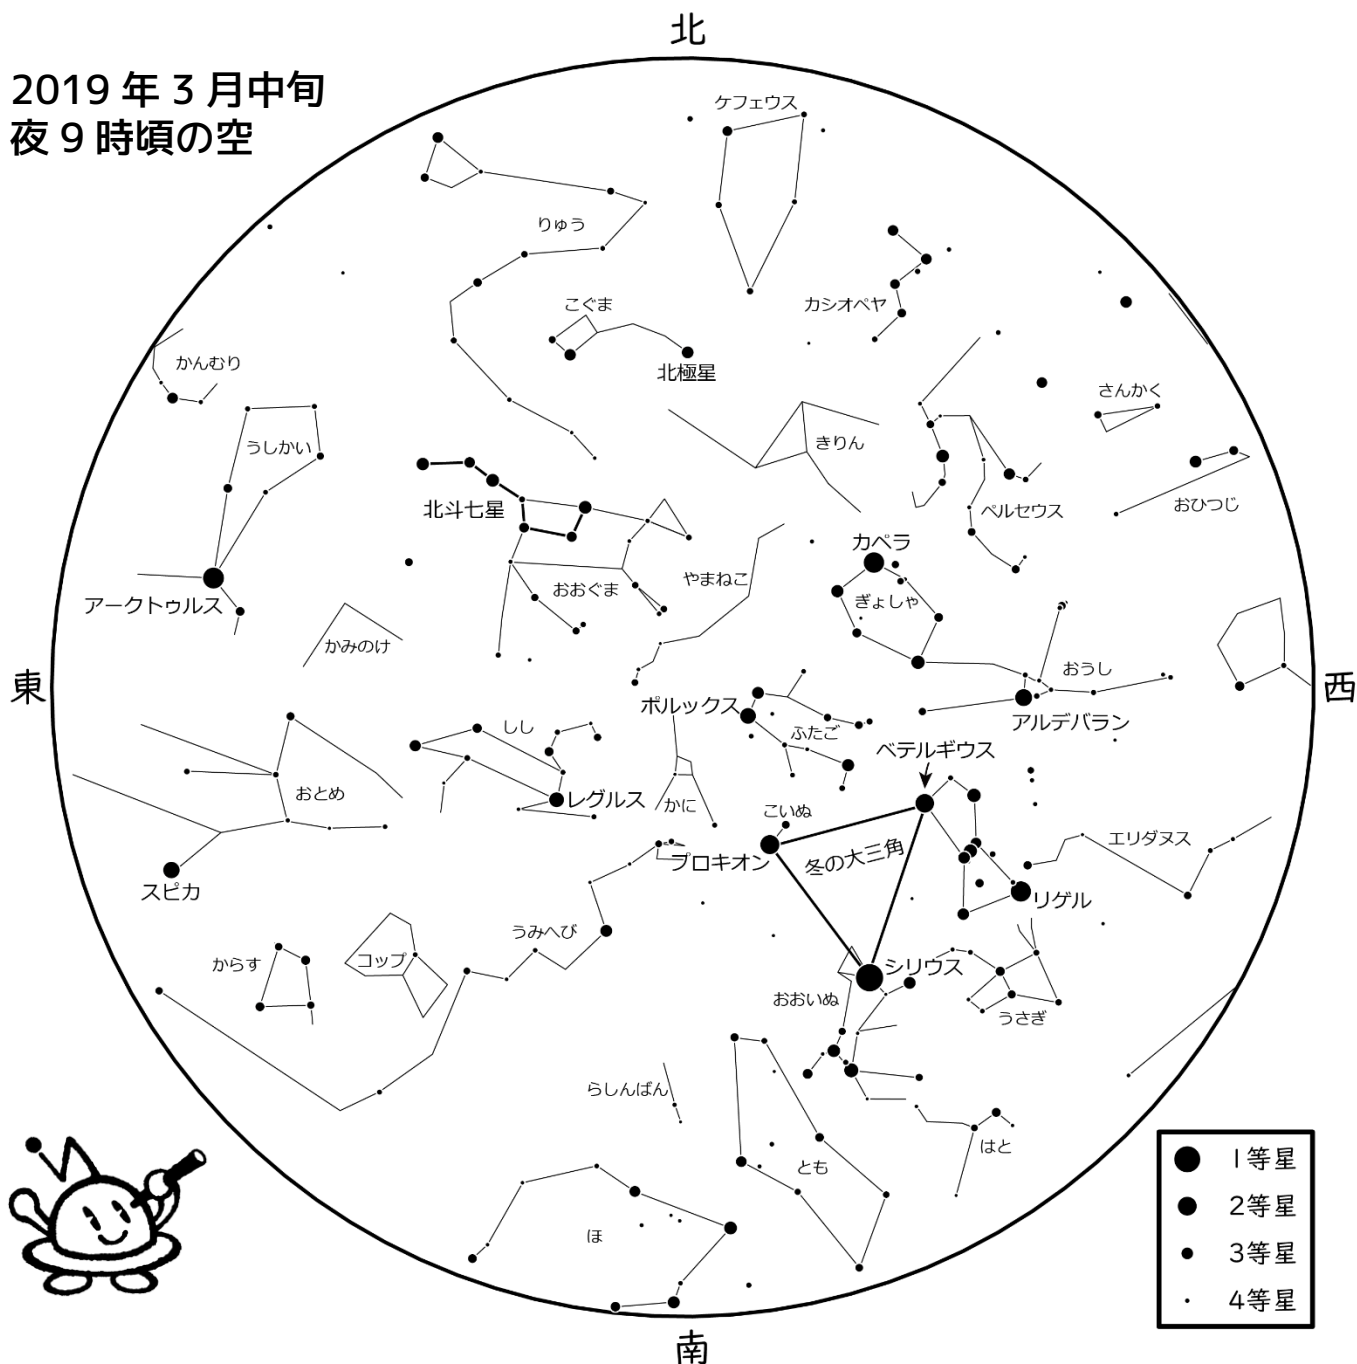 北
2019年3月中旬
夜9時頃の空
ケフェウス
りゅう
こぐま
カシオペヤ
かんむり
北極星
さんかく
うしかい
きりん
北斗七星
ペルセウス
おひつじ
カペラ
やまねこ
おおぐま
ぎょしゃ
アークトゥルス
かみのけ
おうし
東
西
ポルックス
しし
アルデバラン
ふたご
ベテルギウス
おとめ
レグルス
かに
こいぬ
エリダヌス
プロキオン
冬の大三角
スピカ
リゲル
うみへび
からす
コップ
シリウス
おおいぬ
うさぎ
らしんばん
はと
とも
ほ
1等星
2等星
3等星
4等星
南